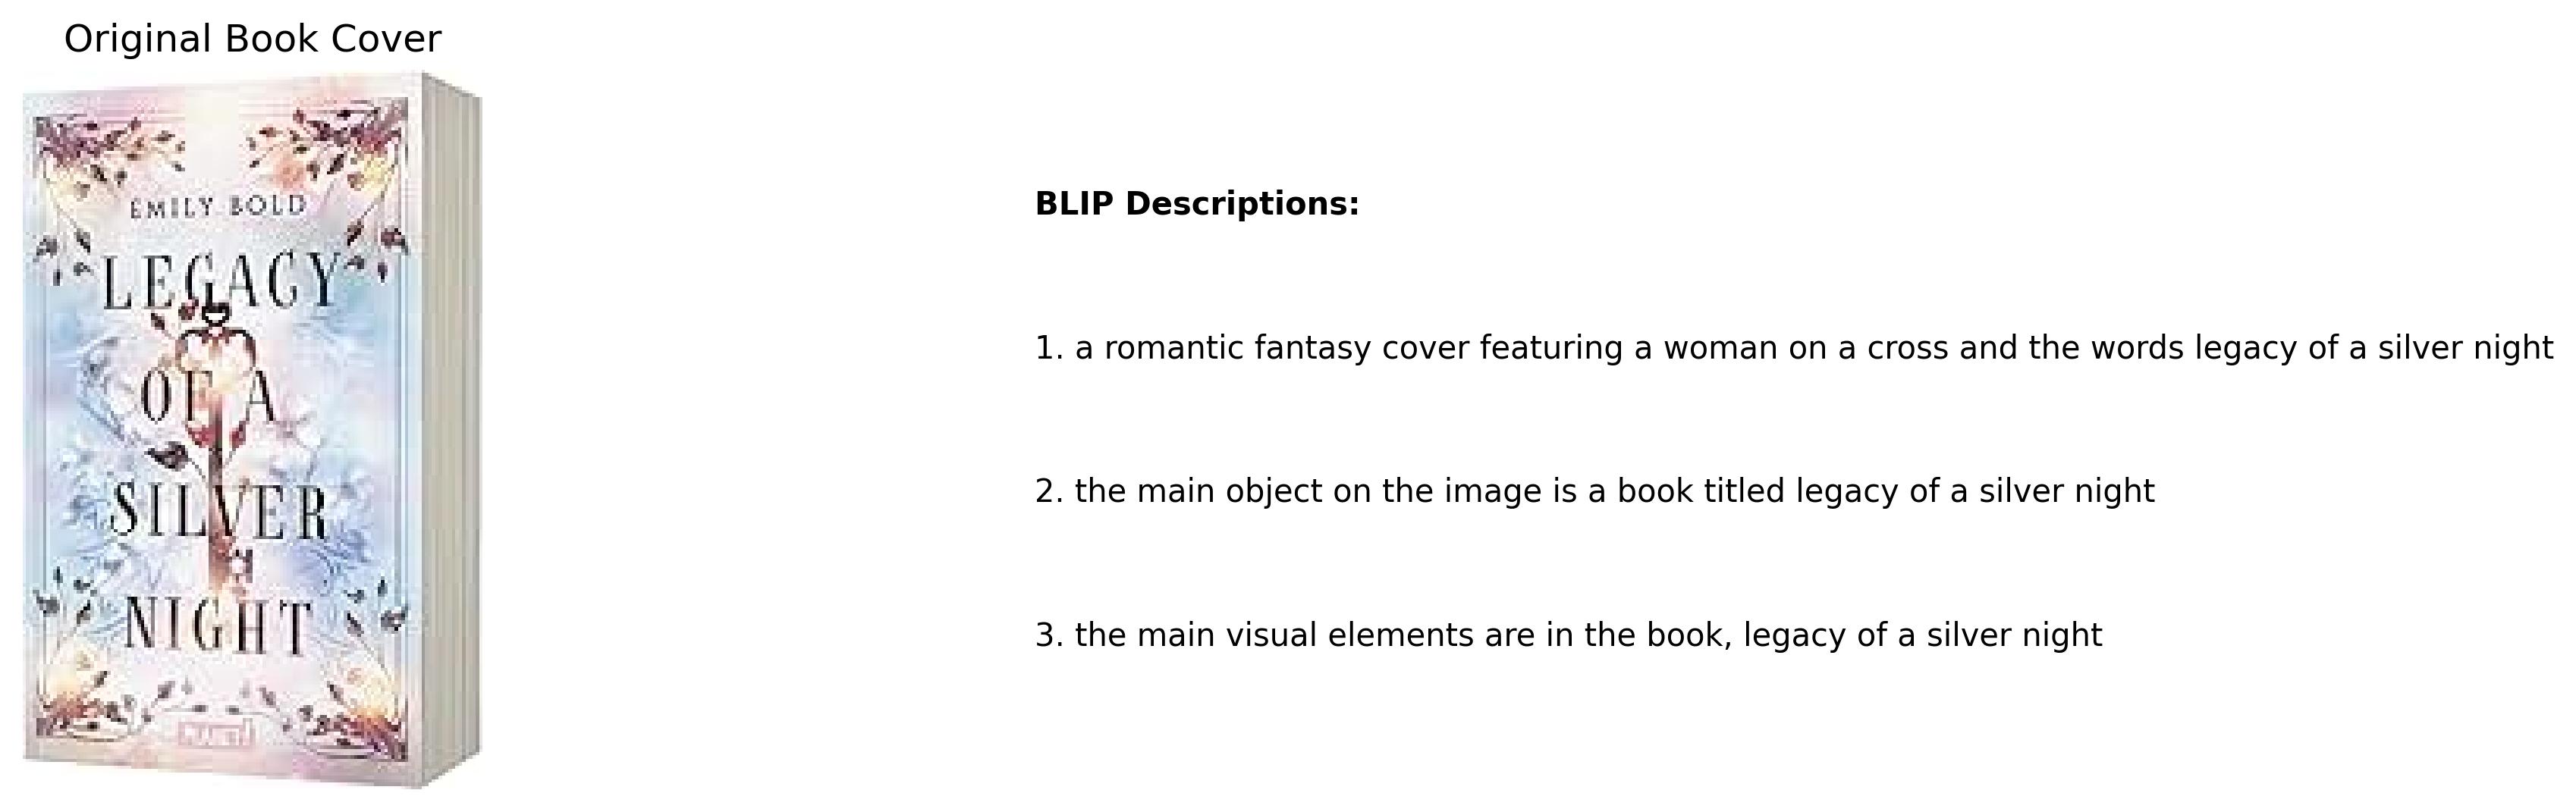 Original Book Cover
EMILY BOLD
LEGACY
OF A
SILVER
NIGHT
BLIP Descriptions:
1. a romantic fantasy cover featuring a woman on a cross and the words legacy of a silver night
2. the main object on the image is a book titled legacy of a silver night
3. the main visual elements are in the book, legacy of a silver night